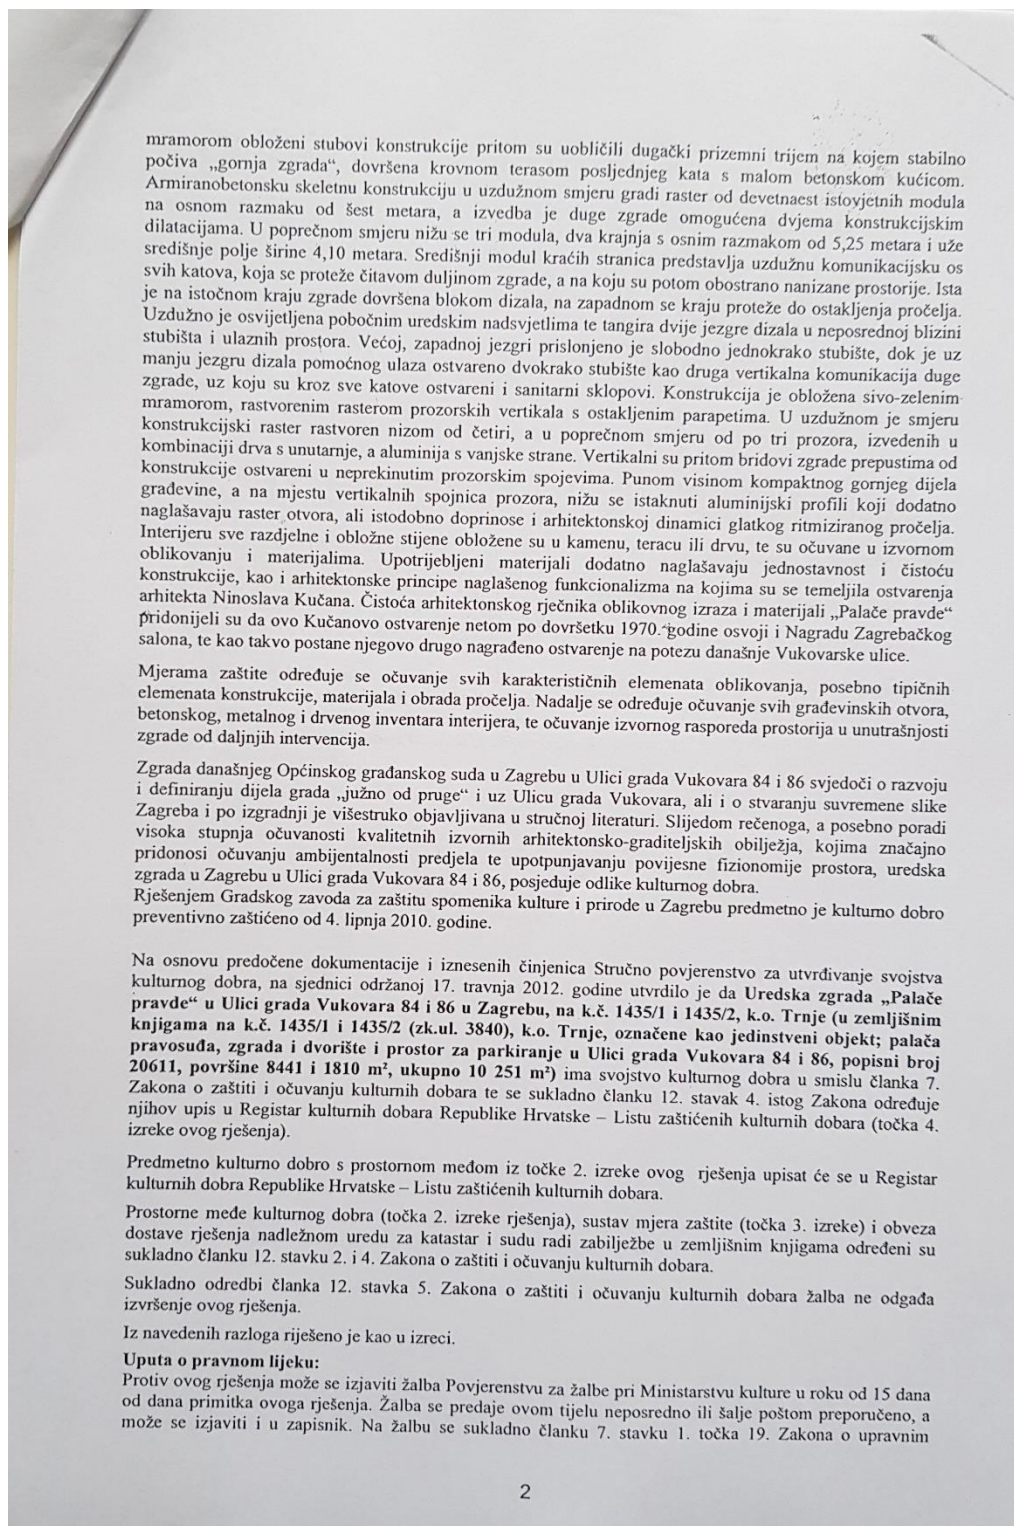 mramorom obloženi stubovi konstrukcije pritom su uobličili dugački prizemni trijem na kojem stabilno
počiva „gornja zgrada“, dovršena krovnom terasom posljednjeg kata s malom betonskom kućicom.
Armiranobetonsku skeletnu konstrukciju u uzdužnom smjeru gradi raster od devetnaest istovjetnih modula
na osnom razmaku od šest metara, a izvedba je duge zgrade omogućena dvjema konstrukcijskim
dilatacijama. U poprečnom smjeru nižu se tri modula, dva krajnja s osnim razmakom od 5,25 metara i uže
središnje polje širine 4,10 metara. Središnji modul kraćih stranica predstavlja uzdužnu komunikacijsku os
svih katova, koja se proteže čitavom duljinom zgrade, a na koju su potom obostrano nanizane prostorije. Ista
je na istočnom kraju zgrade dovršena blokom dizala, na zapadnom se kraju proteže do ostakljenja pročelja.
Uzdužno je osvijetljena pobočnim uredskim nadsvjetlima te tangira dvije jezgre dizala u neposrednoj blizini
stubišta i ulaznih prostora. Većoj, zapadnoj jezgri prislonjeno je slobodno jednokrako stubište, dok je uz
manju jezgru dizala pomoćnog ulaza ostvareno dvokrako stubište kao druga vertikalna komunikacija duge
zgrade, uz koju su kroz sve katove ostvareni i sanitarni sklopovi. Konstrukcija je obložena sivo-zelenim
mramorom, rastvorenim rasterom prozorskih vertikala s ostakljenim parapetima. U uzdužnom je smjeru
konstrukcijski raster rastvoren nizom od četiri, a u poprečnom smjeru od po tri prozora, izvedenih u
kombinaciji drva s unutarnje, a aluminija s vanjske strane. Vertikalni su pritom bridovi zgrade prepustima od
konstrukcije ostvareni u neprekinutim prozorskim spojevima. Punom visinom kompaktnog gornjeg dijela
građevine, a na mjestu vertikalnih spojnica prozora, nižu se istaknuti aluminijski profili koji dodatno
naglašavaju raster otvora, ali istodobno doprinose i arhitektonskoj dinamici glatkog ritmiziranog pročelja.
Interijeru sve razdjelne i obložne stijene obložene su u kamenu, teracu ili drvu, te su očuvane u izvornom
oblikovanju i materijalima. Upotrijebljeni materijali dodatno naglašavaju jednostavnost i čistoću
konstrukcije, kao i arhitektonske principe naglašenog funkcionalizma na kojima su se temeljila ostvarenja
arhitekta Ninoslava Kučana. Čistoća arhitektonskog rječnika oblikovnog izraza i materijali „Palače pravde“
pridonijeli su da ovo Kučanovo ostvarenje netom po dovršetku 1970. godine osvoji i Nagradu Zagrebačkog
salona, te kao takvo postane njegovo drugo nagrađeno ostvarenje na potezu današnje Vukovarske ulice.
Mjerama zaštite određuje se očuvanje svih karakterističnih elemenata oblikovanja, posebno tipičnih
elemenata konstrukcije, materijala i obrada pročelja. Nadalje se određuje očuvanje svih građevinskih otvora,
betonskog, metalnog i drvenog inventara interijera, te očuvanje izvornog rasporeda prostorija u unutrašnjosti
zgrade od daljnjih intervencija.
Zgrada današnjeg Općinskog građanskog suda u Zagrebu u Ulici grada Vukovara 84 i 86 svjedoči o razvoju
i definiranju dijela grada „južno od pruge“ i uz Ulicu grada Vukovara, ali i o stvaranju suvremene slike
Zagreba i po izgradnji je višestruko objavljivana u stručnoj literaturi. Slijedom rečenoga, a posebno poradi
visoka stupnja očuvanosti kvalitetnih izvornih arhitektonsko-graditeljskih obilježja, kojima značajno
pridonosi očuvanju ambijentalnosti predjela te upotpunjavanju povijesne fizionomije prostora, uredska
zgrada u Zagrebu u Ulici grada Vukovara 84 i 86, posjeduje odlike kulturnog dobra.
Rješenjem Gradskog zavoda za zaštitu spomenika kulture i prirode u Zagrebu predmetno je kulturno dobro
preventivno zaštićeno od 4. lipnja 2010. godine.
Na osnovu predočene dokumentacije i iznesenih činjenica Stručno povjerenstvo za utvrđivanje svojstva
kulturnog dobra, na sjednici održanoj 17. travnja 2012. godine utvrdilo je da Uredska zgrada „Palače
pravde“ u Ulici grada Vukovara 84 i 86 u Zagrebu, na k.č. 1435/1 i 1435/2, k.o. Trnje (u zemljišnim
knjigama na k.č. 1435/1 i 1435/2 (zk.ul. 3840), k.o. Trnje, označene kao jedinstveni objekt; palača
pravosuđa, zgrada i dvorište i prostor za parkiranje u Ulici grada Vukovara 84 i 86, popisni broj
20611, površine 8441 i 1810 m², ukupno 10 251 m²) ima svojstvo kulturnog dobra u smislu članka 7.
Zakona o zaštiti i očuvanju kulturnih dobara te se sukladno članku 12. stavak 4. istog Zakona određuje
njihov upis u Registar kulturnih dobara Republike Hrvatske – Listu zaštićenih kulturnih dobara (točka 4.
izreke ovog rješenja).
Predmetno kulturno dobro s prostornom međom iz točke 2. izreke ovog rješenja upisat će se u Registar
kulturnih dobra Republike Hrvatske – Listu zaštićenih kulturnih dobara.
Prostorne međe kulturnog dobra (točka 2. izreke rješenja), sustav mjera zaštite (točka 3. izreke) i obveza
dostave rješenja nadležnom uredu za katastar i sudu radi zabilježbe u zemljišnim knjigama određeni su
sukladno članku 12. stavku 2. i 4. Zakona o zaštiti i očuvanju kulturnih dobara.
Sukladno odredbi članka 12. stavka 5. Zakona o zaštiti i očuvanju kulturnih dobara žalba ne odgađa
izvršenje ovog rješenja.
Iz navedenih razloga riješeno je kao u izreci.
Uputa o pravnom lijeku:
Protiv ovog rješenja može se izjaviti žalba Povjerenstvu za žalbe pri Ministarstvu kulture u roku od 15 dana
od dana primitka ovoga rješenja. Žalba se predaje ovom tijelu neposredno ili šalje poštom preporučeno, a
može se izjaviti i u zapisnik. Na žalbu se sukladno članku 7. stavku 1. točka 19. Zakona o upravnim
2